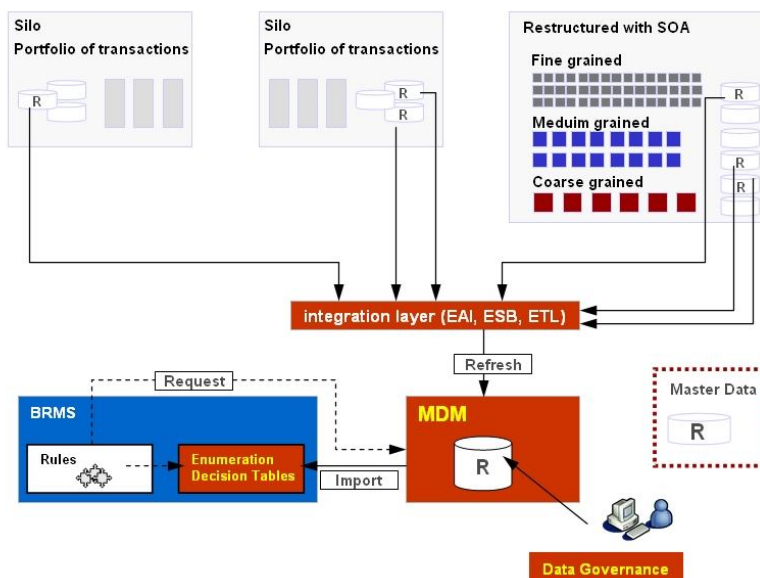 Silo
Portfolio of transactions
R
Silo
Portfolio of transactions
R
R
Restructured with SOA
Fine grained
Meduim grained
Coarse grained
R
R
R
integration layer (EAI, ESB, ETL)
Refresh
Request
BRMS
Rules
Enumeration
Decision Tables
Import
MDM
R
Master Data
R
Data Governance